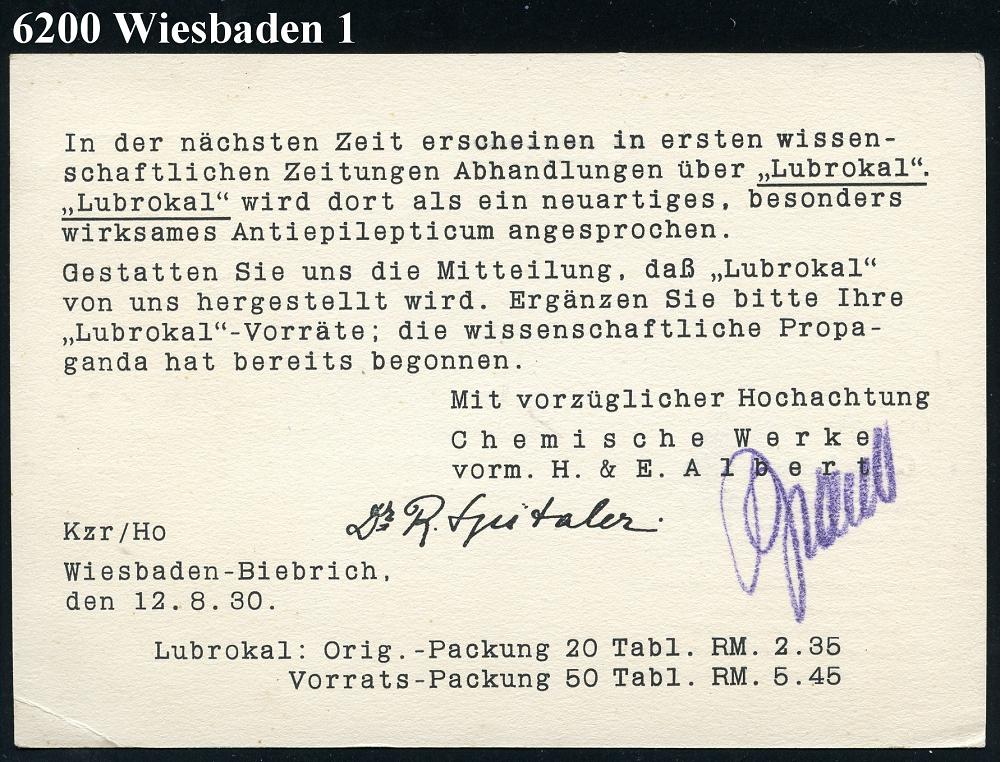 6200 Wiesbaden 1
In der nächsten Zeit erscheinen in ersten wissen-
schaftlichen Zeitungen Abhandlungen über „Lubrokal“.
„Lubrokal“ wird dort als ein neuartiges, besonders
wirksames Antiepilepticum angesprochen.
Gestatten Sie uns die Mitteilung, daß „Lubrokal“
von uns hergestellt wird. Ergänzen Sie bitte Ihre
„Lubrokal“-Vorräte; die wissenschaftliche Propa-
ganda hat bereits begonnen.
Mit vorzüglicher Hochachtung
Chemische Werke
vorm. H. & E. Albert
Dr. R. Spitaler.
Kzr/Ho
Wiesbaden-Biebrich,
den 12.8.30.
Lubrokal: Orig.-Packung 20 Tabl. RM. 2.35
Vorrats-Packung 50 Tabl. RM. 5.45